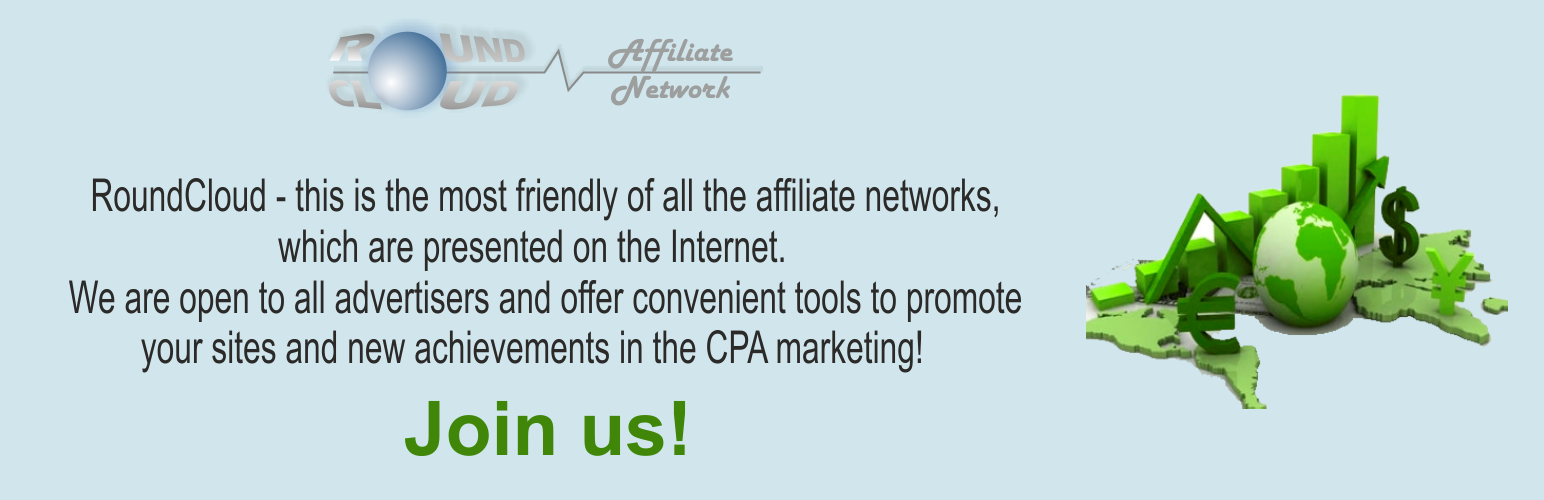 ROUND
CLOUD
Affiliate
Network
RoundCloud - this is the most friendly of all the affiliate networks,
which are presented on the Internet.
We are open to all advertisers and offer convenient tools to promote
your sites and new achievements in the CPA marketing!
Join us!
$
€
¥